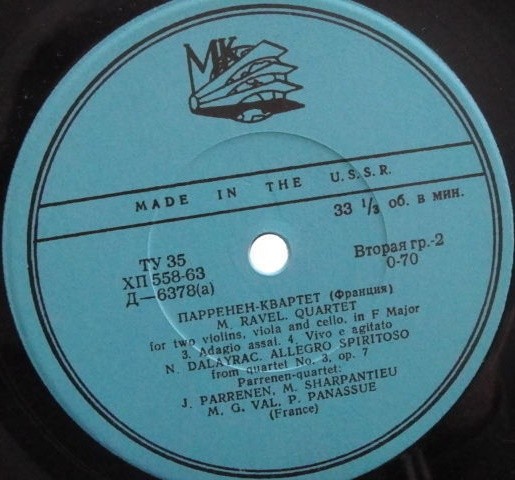 МК
MADE IN THE U.S.S.R.
33 1/3 об. в мин.
ТУ 35
ХП 558-63
Д—6378(а)
Вторая гр.-2
0-70
ПАРРЕНЕН-КВАРТЕТ (Франция)
M. RAVEL. QUARTET
for two violins, viola and cello, in F Major
3. Adagio assai. 4. Vivo e agitato
N. DALAYRAC. ALLEGRO SPIRITOSO
from quartet No. 3, op. 7
Parrenen-quartet:
J. PARRENEN, M. SHARPANTIEU
M. G. VAL, P. PANASSUE
(France)